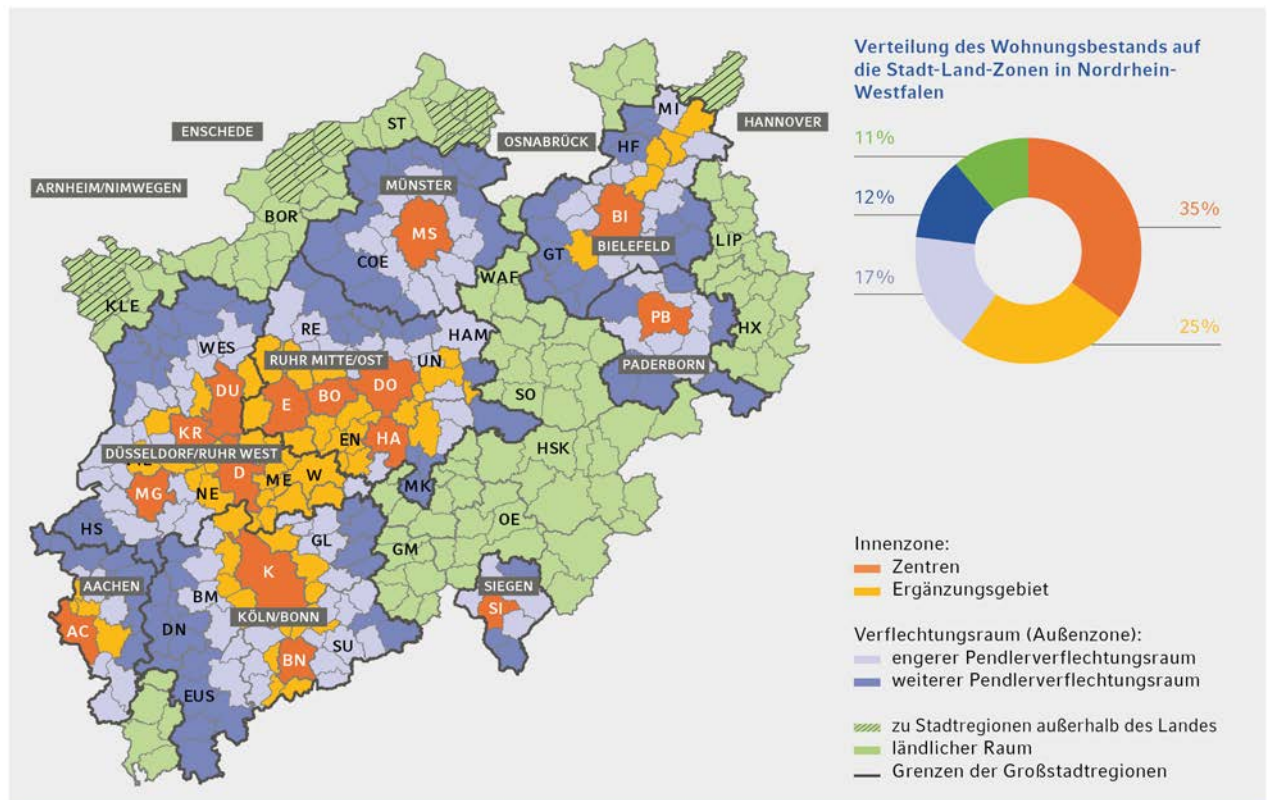 Verteilung des Wohnungsbestands auf
die Stadt-Land-Zonen in Nordrhein-
Westfalen
11%
12%
17%
35%
25%
ENSCHEDE
ARNHEIM/NIMWEGEN
OSNABRÜCK
HANNOVER
MÜNSTER
BIELEFELD
PADERBORN
RUHR MITTE/OST
DÜSSELDORF/RUHR WEST
AACHEN
KÖLN/BONN
SIEGEN
ST
MI
HF
BOR
MS
BI
COE
GT
LIP
WAF
KLE
PB
HX
RE
HAM
WES
UN
DU
E
BO
DO
SO
KR
EN
HA
HSK
D
ME
W
MG
NE
MK
HS
GL
OE
GM
K
BM
SI
AC
DN
SU
BN
EUS
Innenzone:
Zentren
Ergänzungsgebiet
Verflechtungsraum (Außenzone):
engerer Pendlerverflechtungsraum
weiterer Pendlerverflechtungsraum
zu Stadtregionen außerhalb des Landes
ländlicher Raum
Grenzen der Großstadtregionen